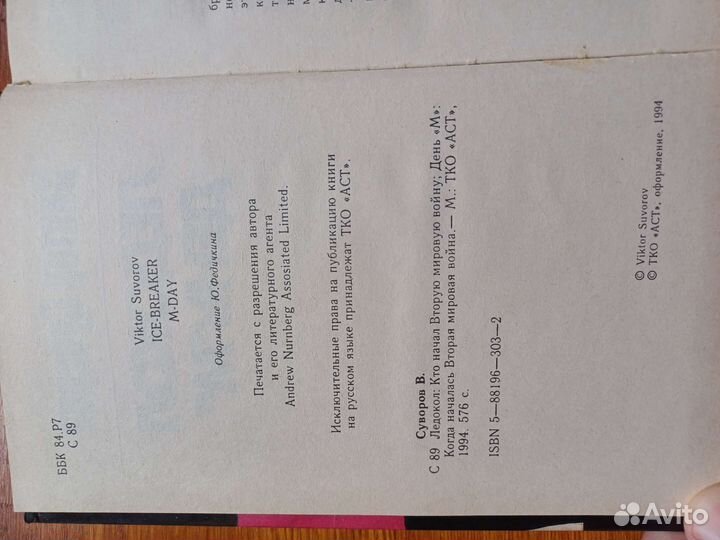 ББК 84.Р7
С 89
Viktor Suvorov
ICE-BREAKER
M-DAY
Оформление Ю.Федичкина
Печатается с разрешения автора
и его литературного агента
Andrew Nurnberg Assosiated Limited.
Исключительные права на публикацию книги
на русском языке принадлежат ТКО «АСТ».
Суворов В.
С 89 Ледокол: Кто начал Вторую мировую войну; День «М»:
Когда началась Вторая мировая война.— М.: ТКО «АСТ»,
1994. 576 с.
ISBN 5—88196—303—2
© Viktor Suvorov
© ТКО «АСТ», оформление, 1994
Avito